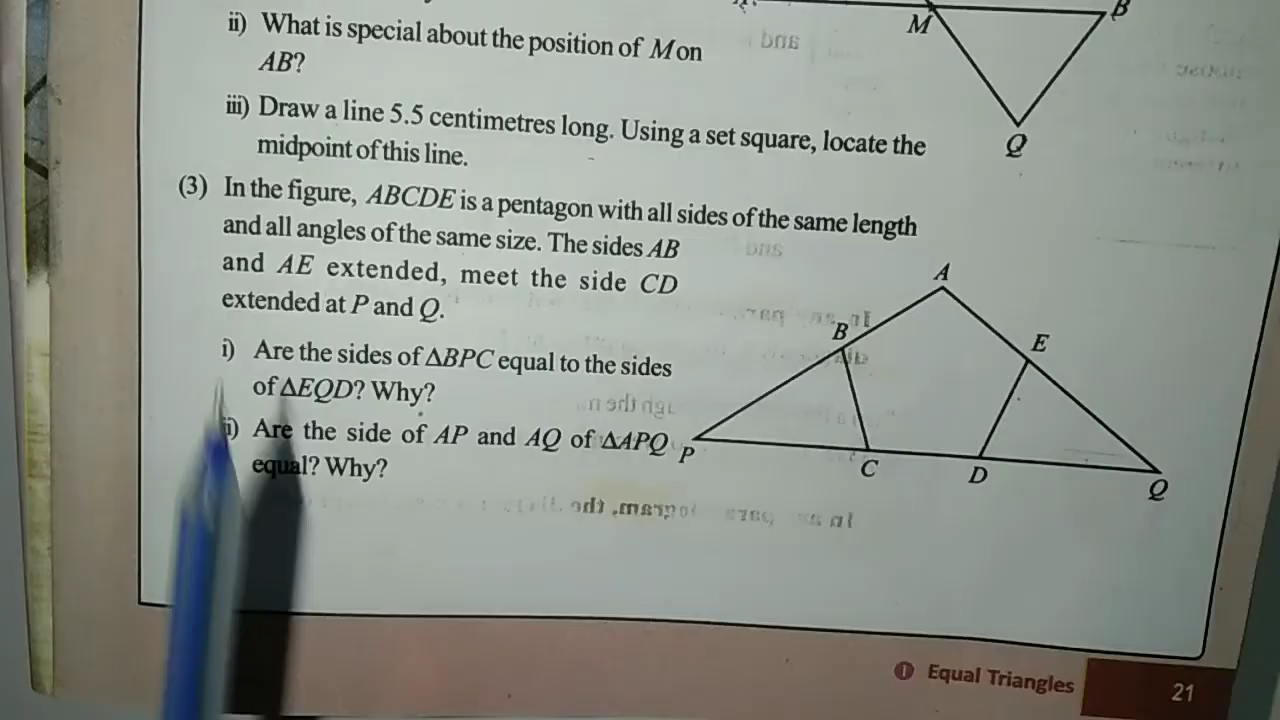 B
M
ii) What is special about the position of M on
AB?
iii) Draw a line 5.5 centimetres long. Using a set square, locate the
midpoint of this line.
Q
(3) In the figure, ABCDE is a pentagon with all sides of the same length
and all angles of the same size. The sides AB
and AE extended, meet the side CD
extended at P and Q.
i) Are the sides of ΔBPC equal to the sides
of ΔEQD? Why?
ii) Are the side of AP and AQ of ΔAPQ
equal? Why?
A
B
E
P
C
D
Q
Equal Triangles
21